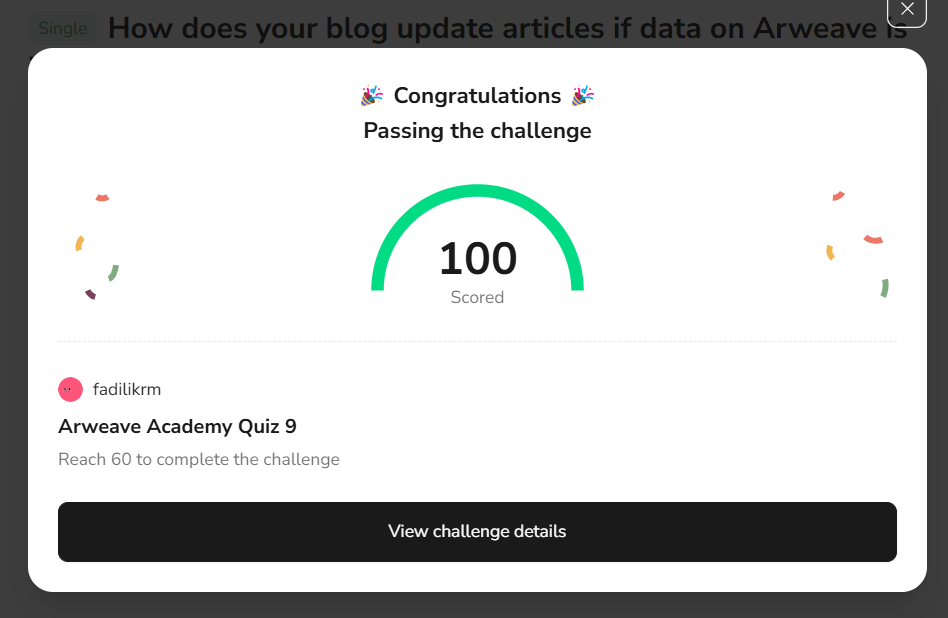 Single How does your blog update articles if data on Arweave is
Congratulations
Passing the challenge
100
Scored
fadilikrm
Arweave Academy Quiz 9
Reach 60 to complete the challenge
View challenge details